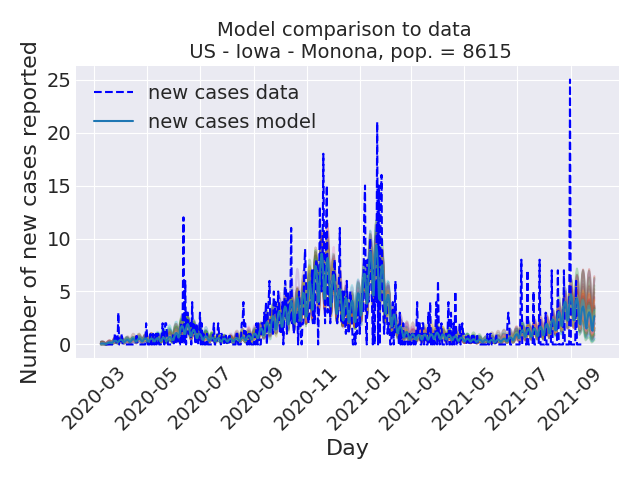 Model comparison to data
US - Iowa - Monona, pop. = 8615
Number of new cases reported
25
20
15
10
5
0
new cases data
new cases model
2020-03
2020-05
2020-07
2020-09
2020-11
2021-01
2021-03
2021-05
2021-07
2021-09
Day